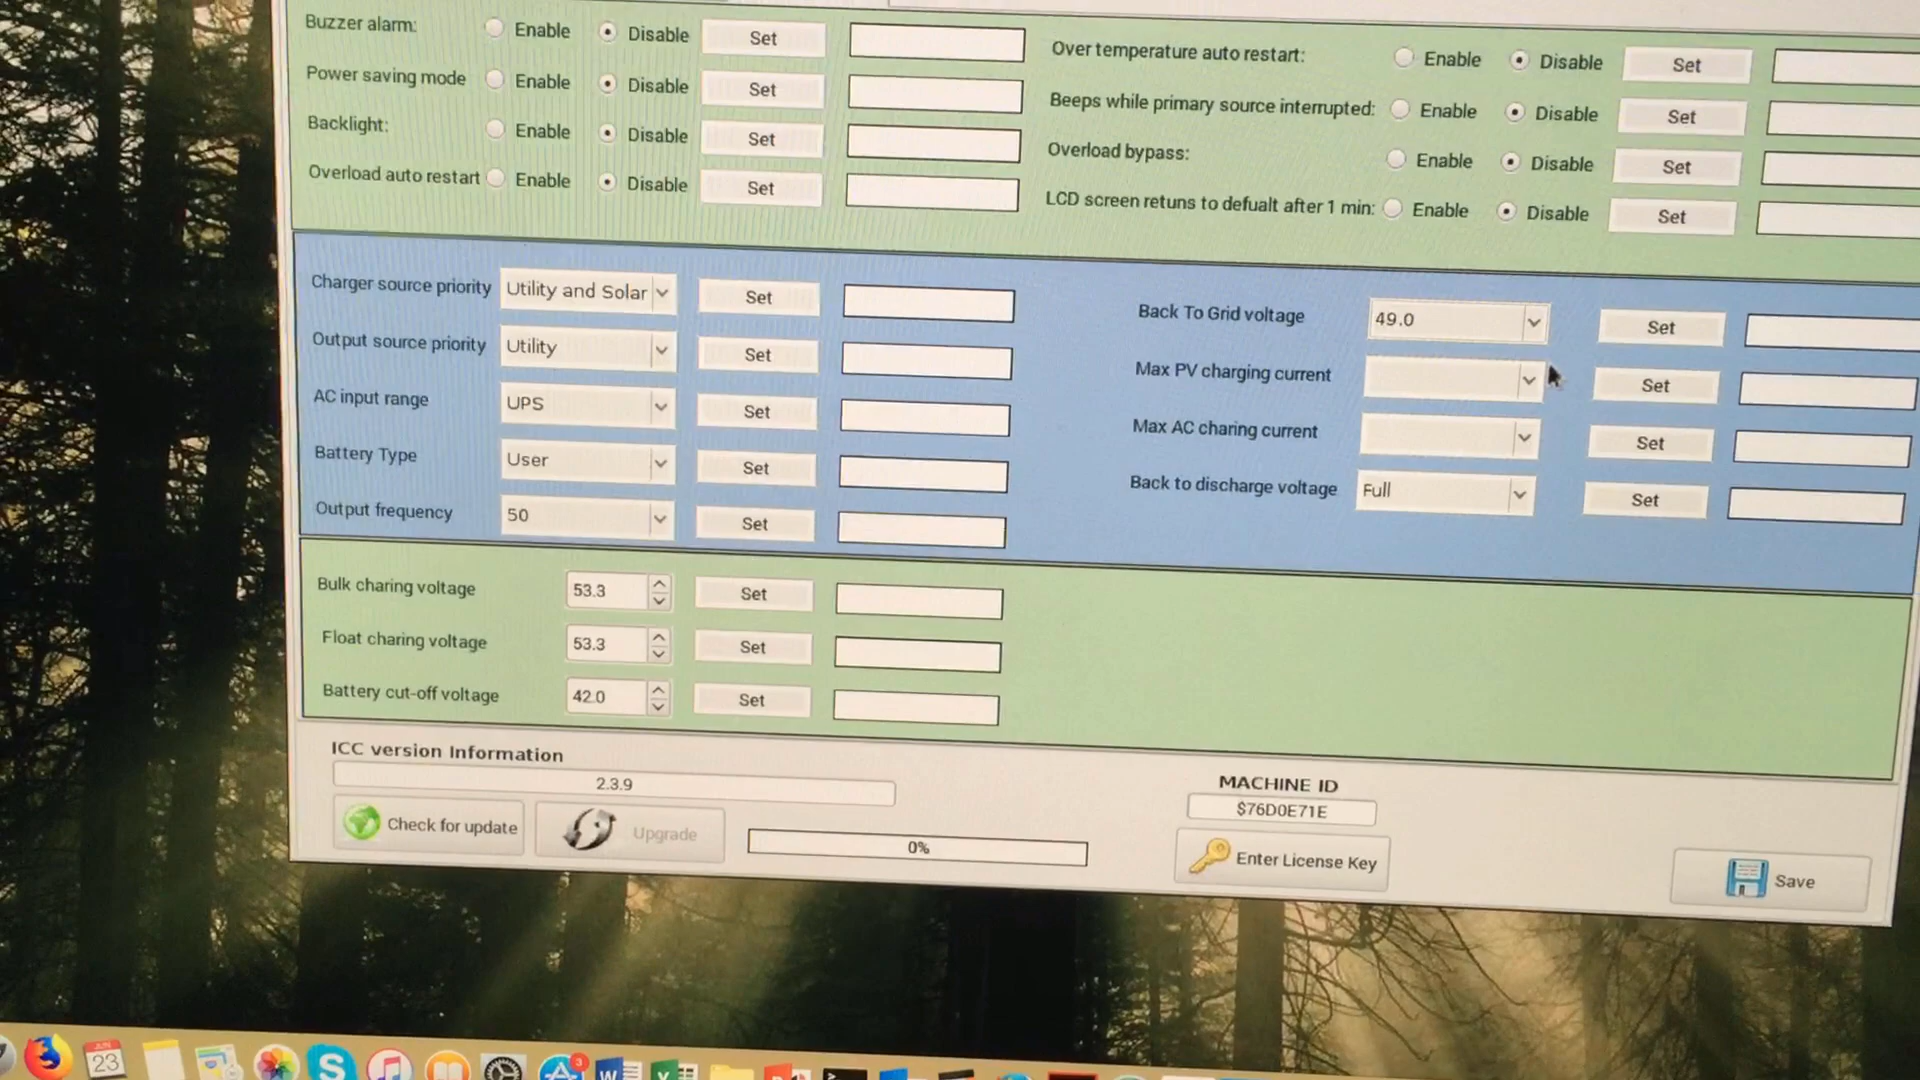 Buzzer alarm: Enable Disable Set
Over temperature auto restart: Enable Disable Set
Power saving mode Enable Disable Set
Beeps while primary source interrupted: Enable Disable Set
Backlight: Enable Disable Set
Overload bypass: Enable Disable Set
Overload auto restart Enable Disable Set
LCD screen retuns to defualt after 1 min: Enable Disable Set
Charger source priority Utility and Solar Set
Back To Grid voltage 49.0 Set
Output source priority Utility Set
Max PV charging current Set
AC input range UPS Set
Max AC charing current Set
Battery Type User Set
Back to discharge voltage Full Set
Output frequency 50 Set
Bulk charing voltage 53.3 Set
Float charing voltage 53.3 Set
Battery cut-off voltage 42.0 Set
ICC version Information
2.3.9
MACHINE ID
$76D0E71E
Check for update
Upgrade
0%
Enter License Key
Save
JUN
23
S
3
W
X